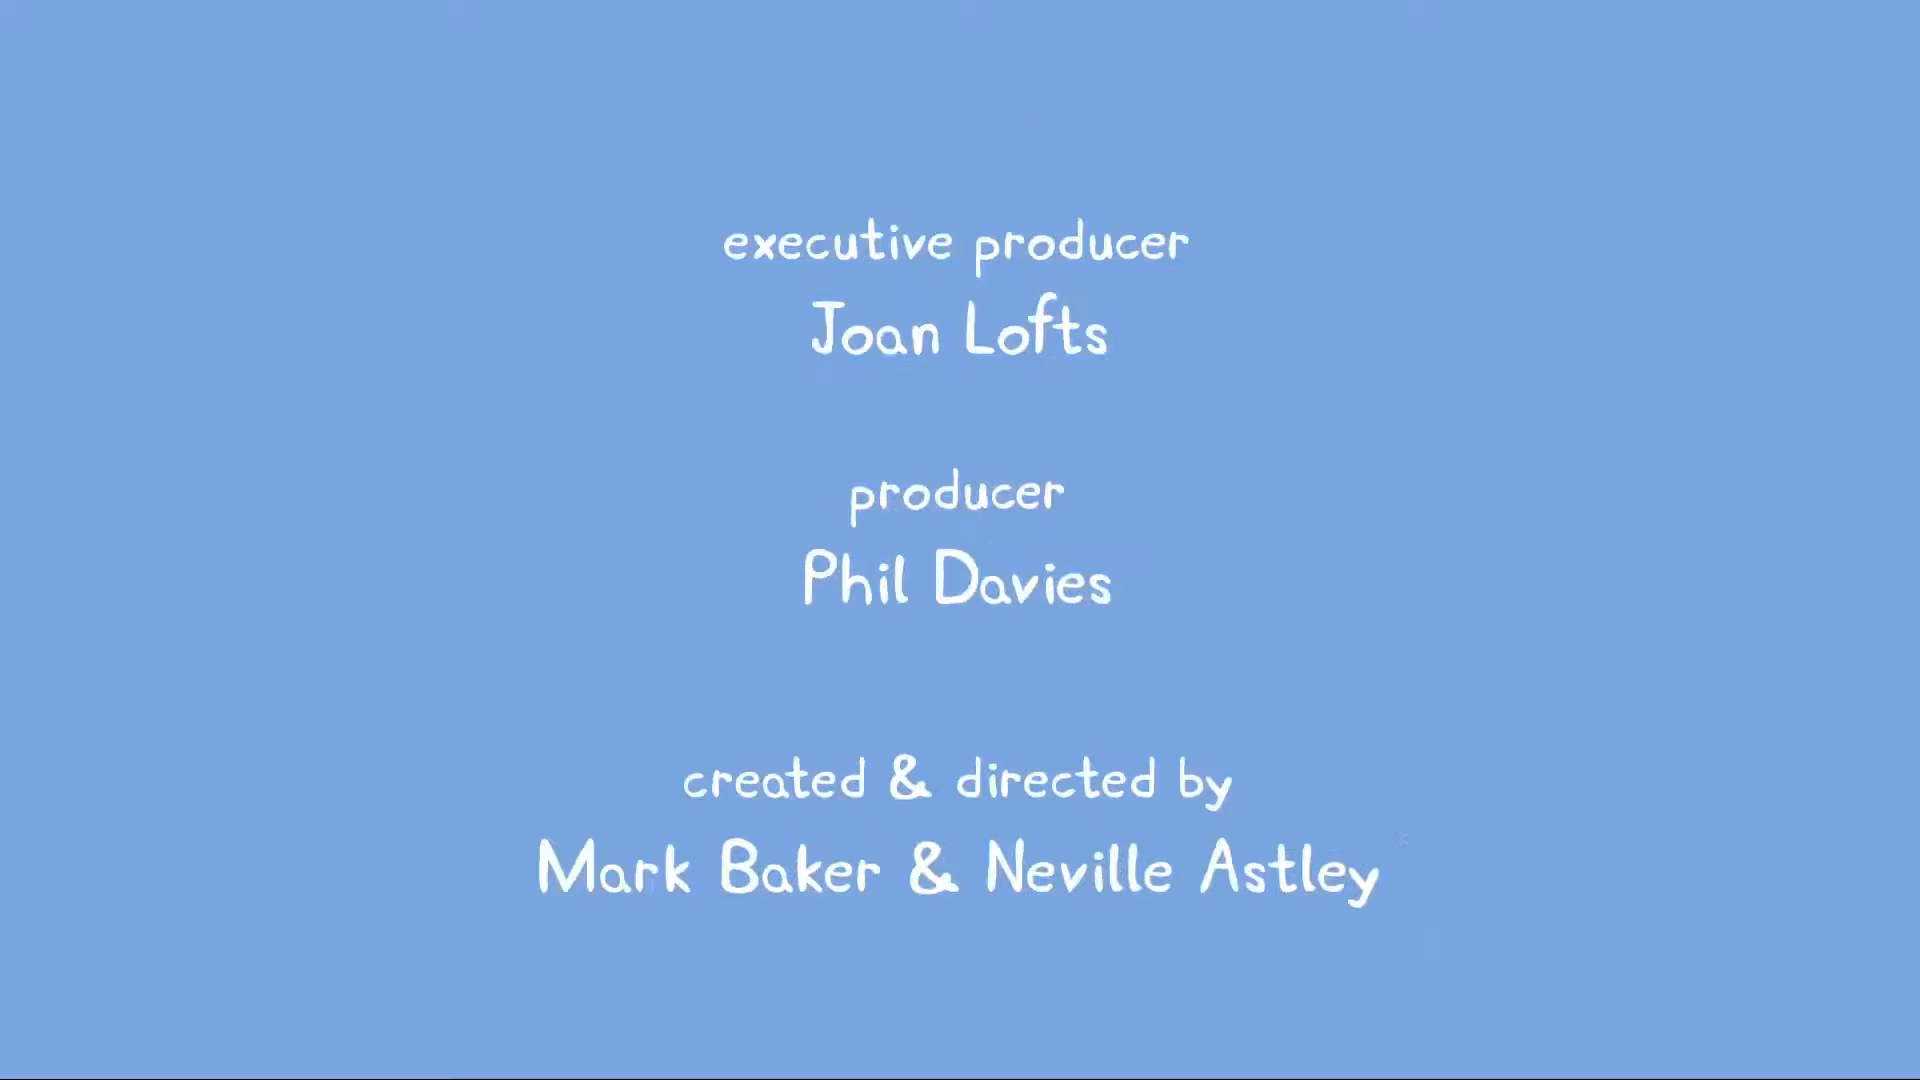 executive producer
Joan Lofts
producer
Phil Davies
created & directed by
Mark Baker & Neville Astley